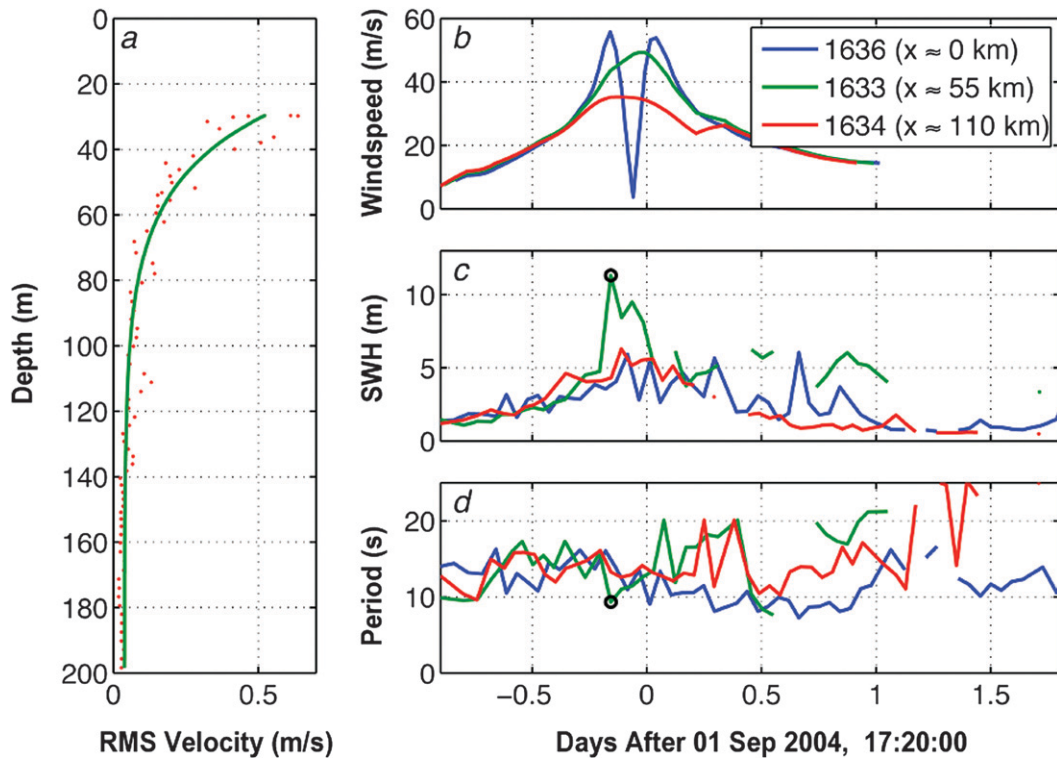 a
0
20
40
60
80
100
120
140
160
180
200
Depth (m)
0
0.5
RMS Velocity (m/s)
b
60
40
20
0
Windspeed (m/s)
1636 (x ≈ 0 km)
1633 (x ≈ 55 km)
1634 (x ≈ 110 km)
c
10
5
0
SWH (m)
d
20
10
0
Period (s)
−0.5
0
0.5
1
1.5
Days After 01 Sep 2004, 17:20:00